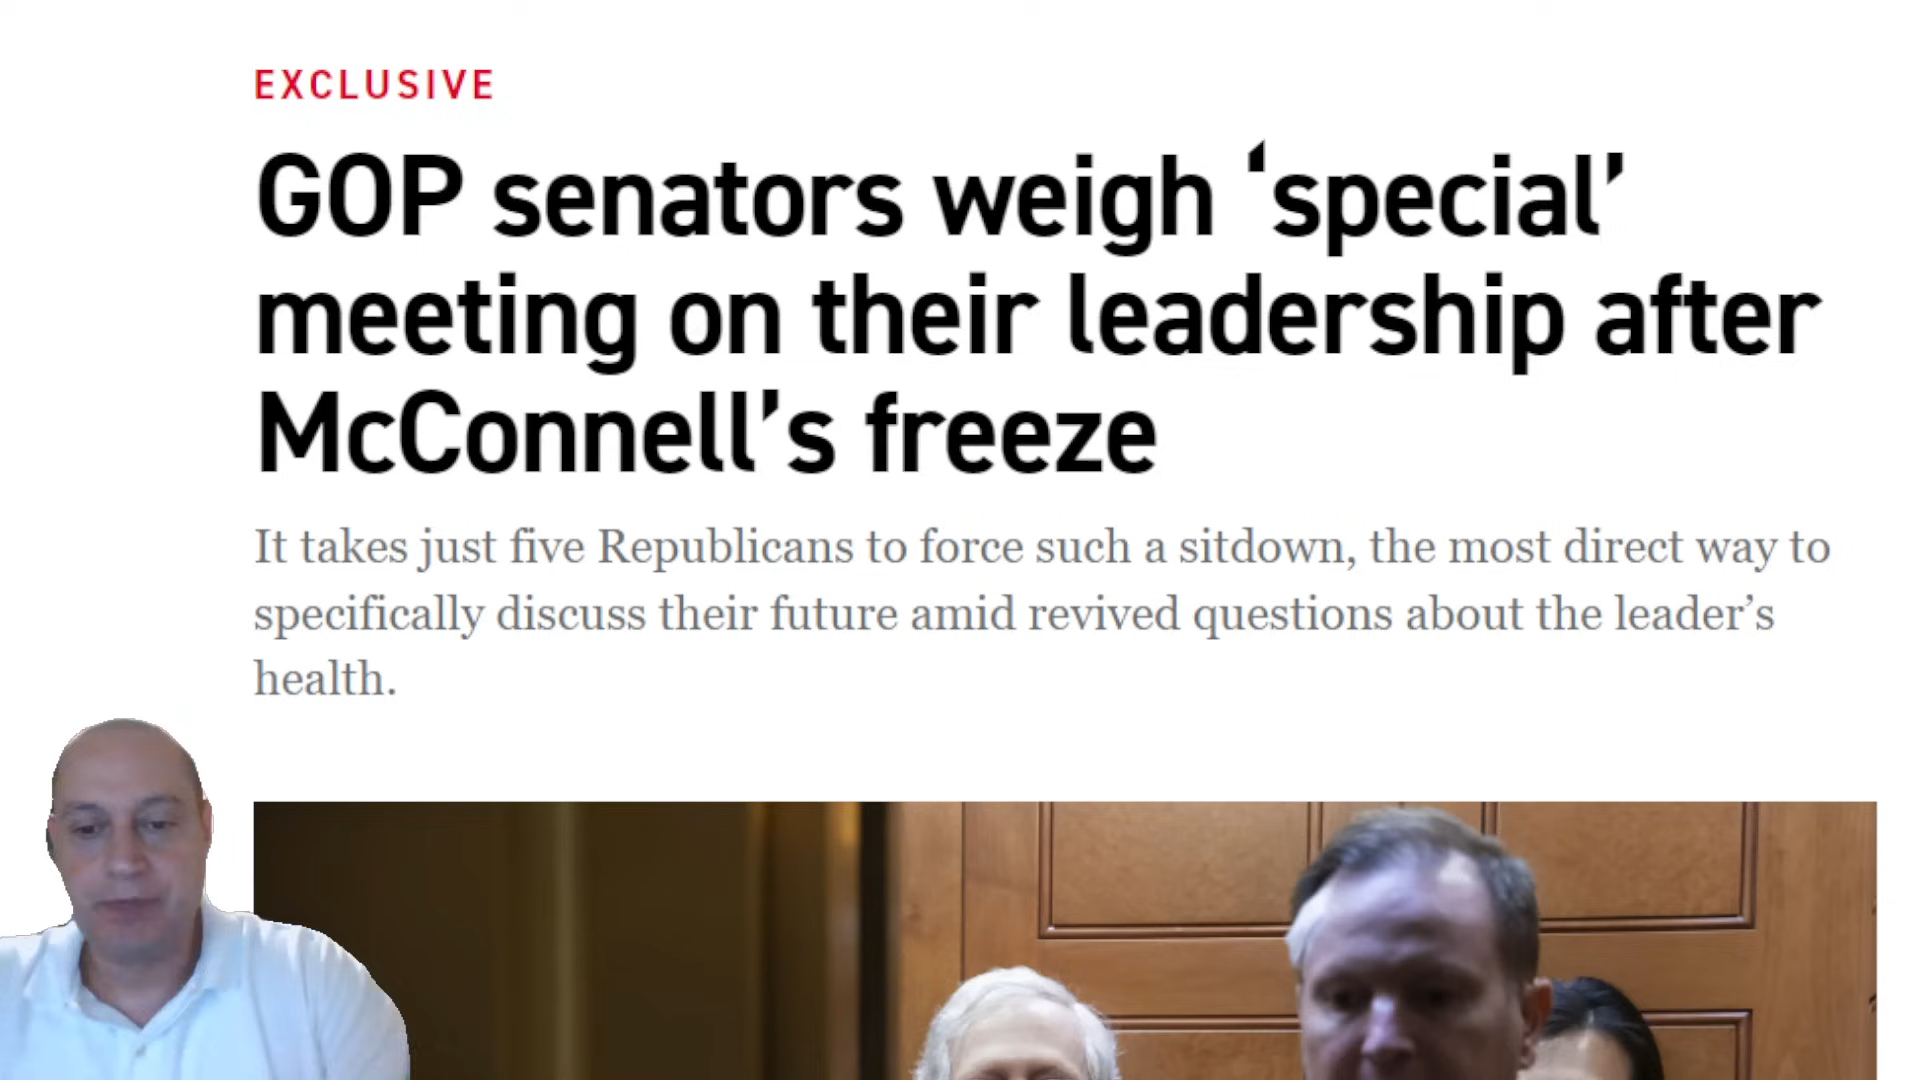 EXCLUSIVE
GOP senators weigh ‘special’
meeting on their leadership after
McConnell’s freeze
It takes just five Republicans to force such a sitdown, the most direct way to
specifically discuss their future amid revived questions about the leader’s
health.